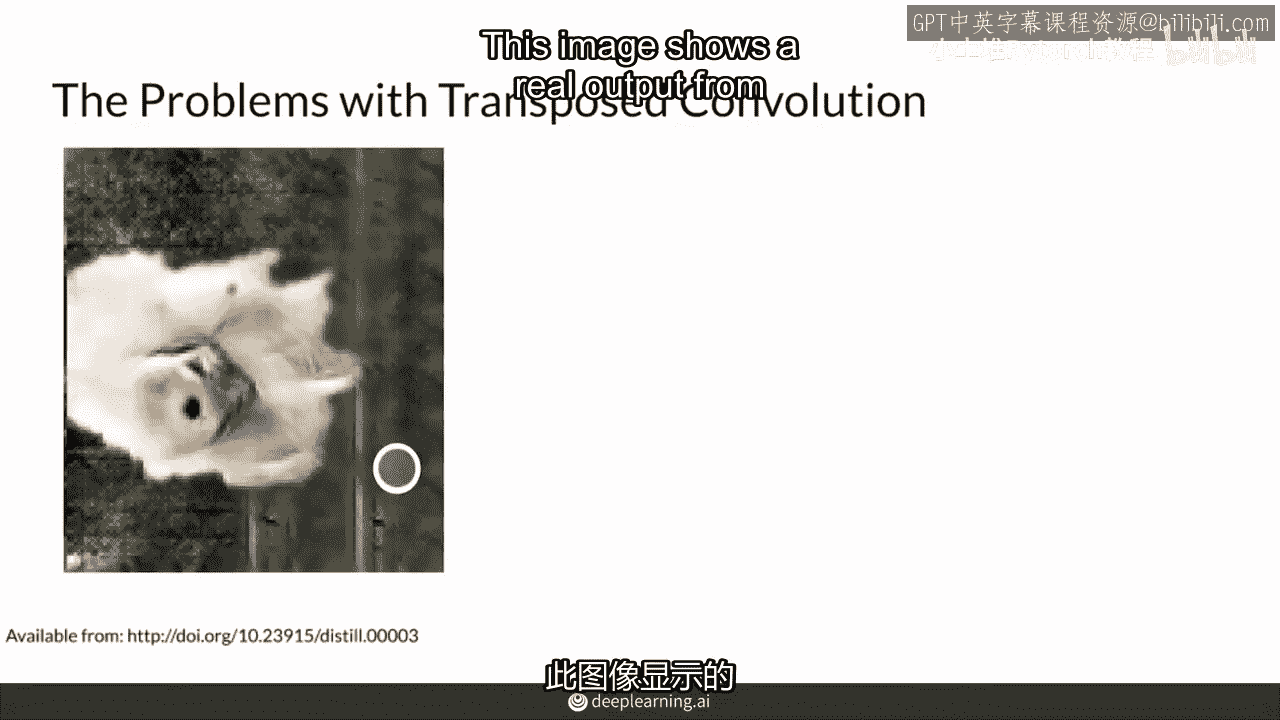 GPT中英字幕课程资源@bilibili.com
This image shows a
real output from
The Problems with Transposed Convolution
Available from: http://doi.org/10.23915/distill.00003
此图像显示的
deeplearning.ai